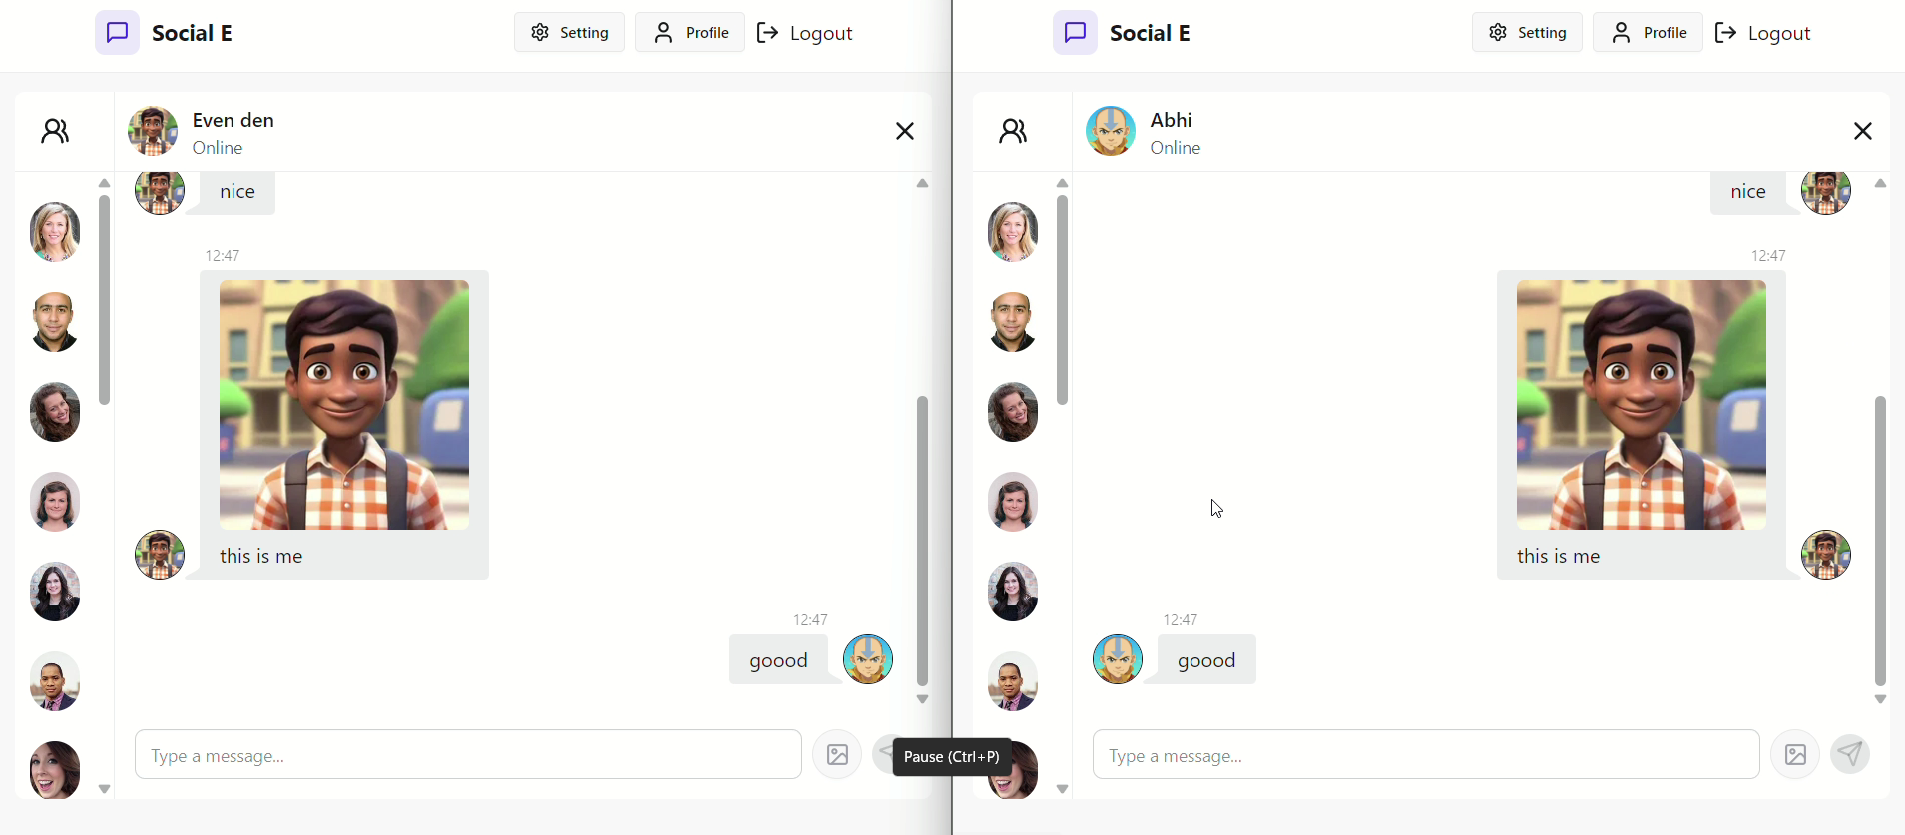 Social E
Setting
Profile
Logout
Even den
Online
nice
12:47
this is me
12:47
goood
Type a message...
Pause (Ctrl+P)
Social E
Setting
Profile
Logout
Abhi
Online
nice
12:47
this is me
12:47
goood
Type a message...